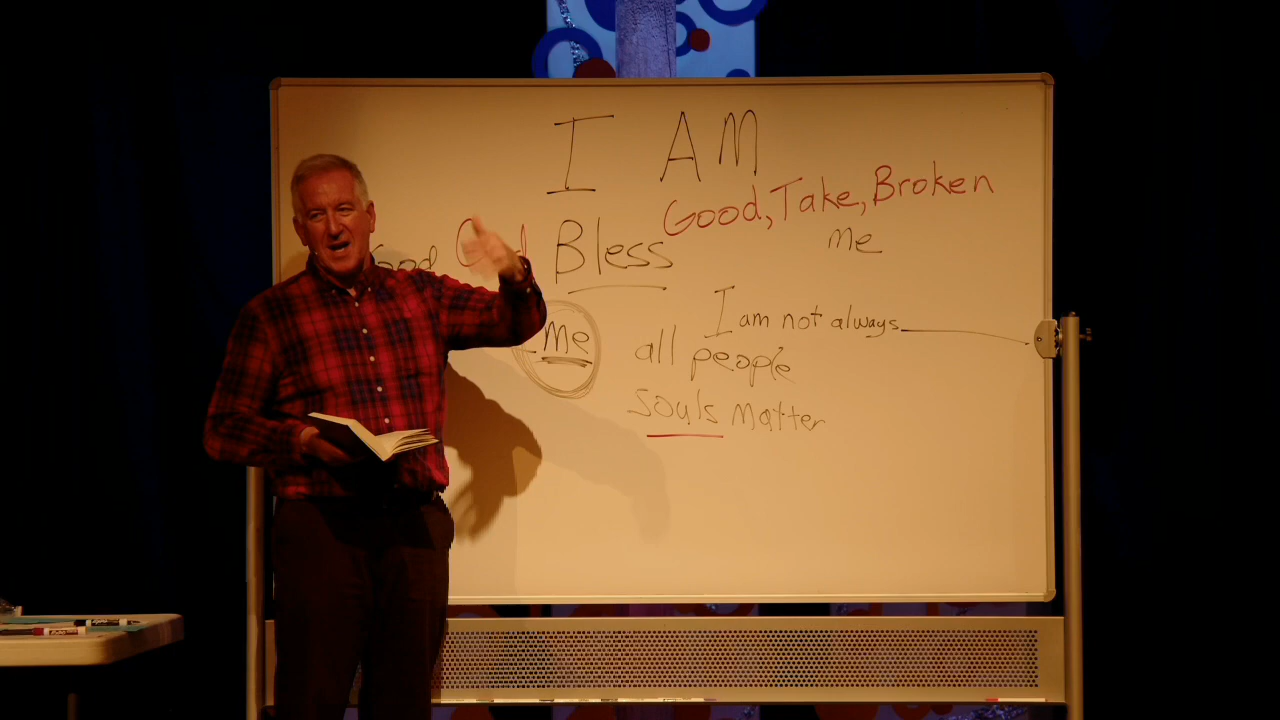 I AM
Good, Take, Broken
Bless
me
me
I am not always
all people
souls Matter